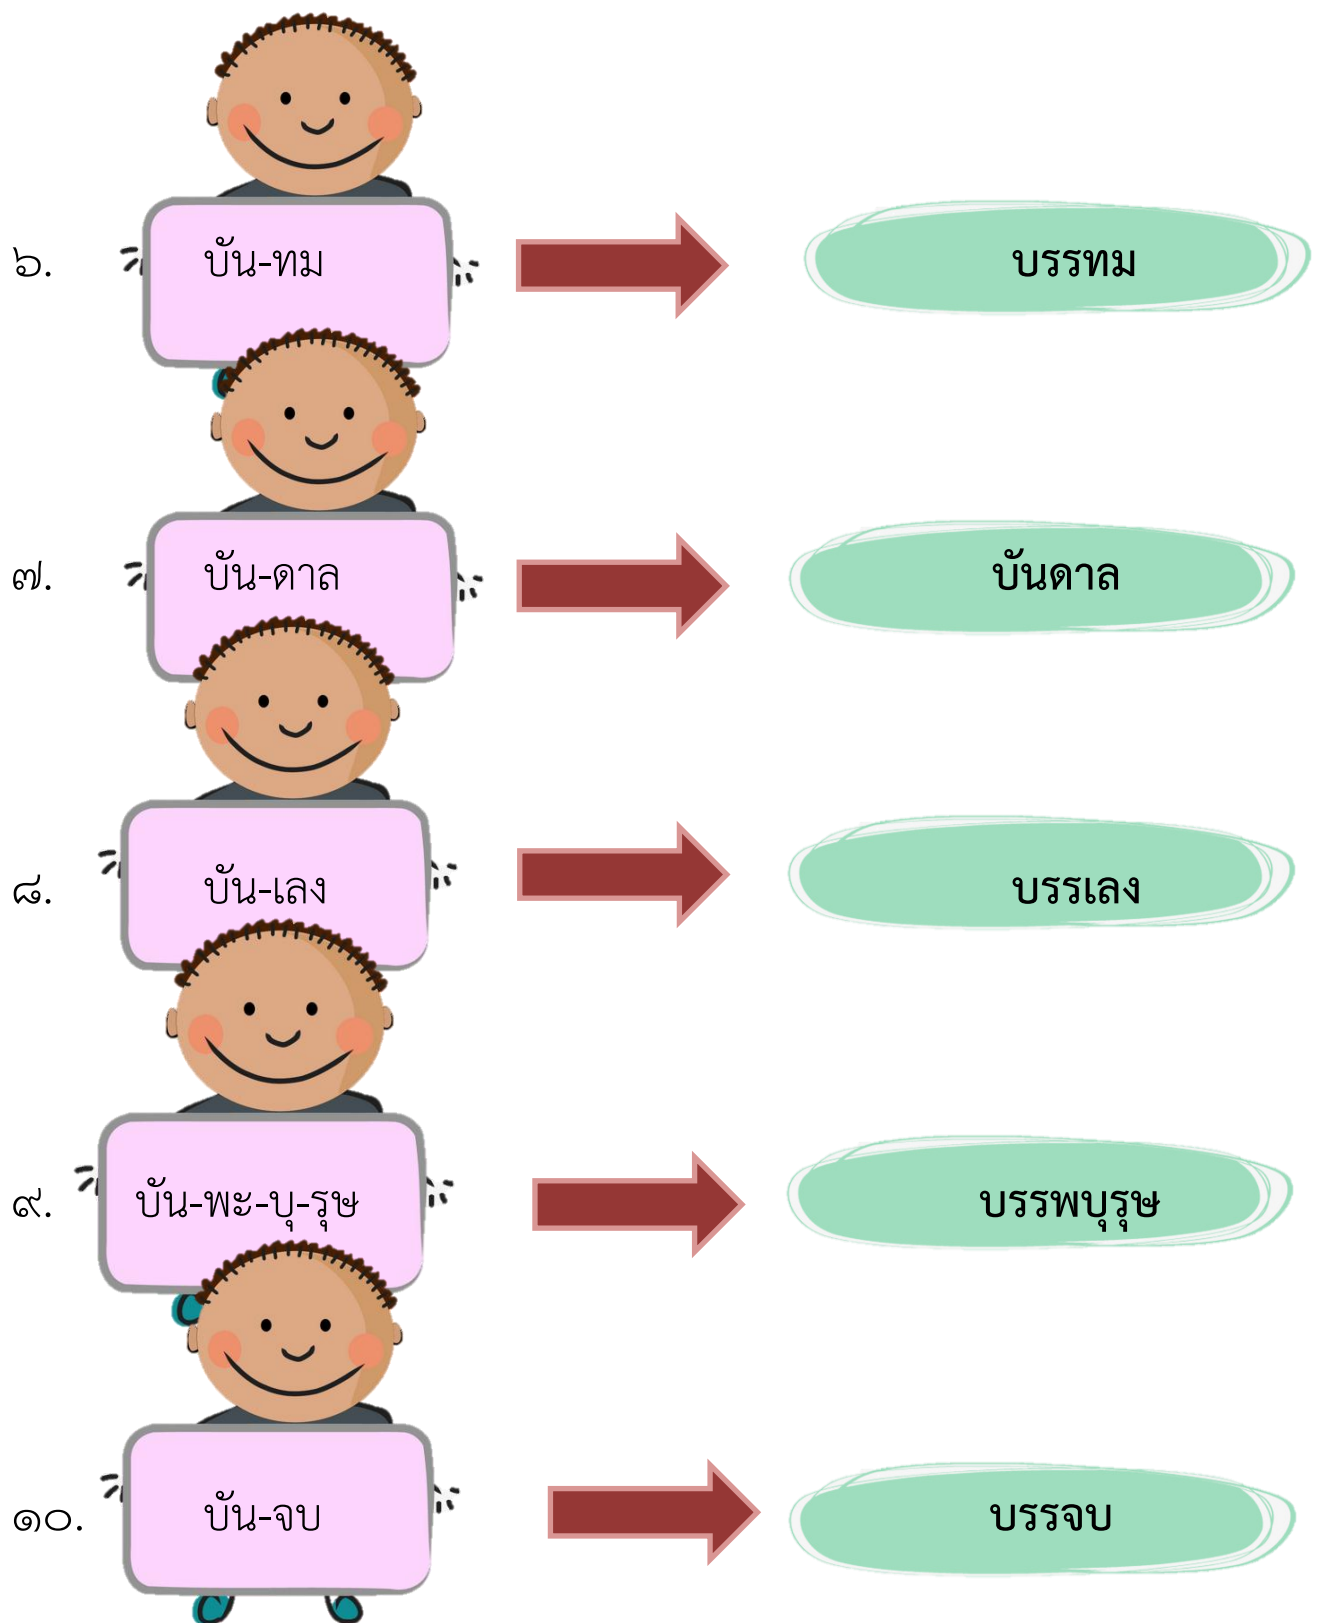 ๖. บัน-ทม บรรทม
๗. บัน-ดาล บันดาล
๘. บัน-เลง บรรเลง
๙. บัน-พะ-บุ-รุษ บรรพบุรุษ
๑๐. บัน-จบ บรรจบ